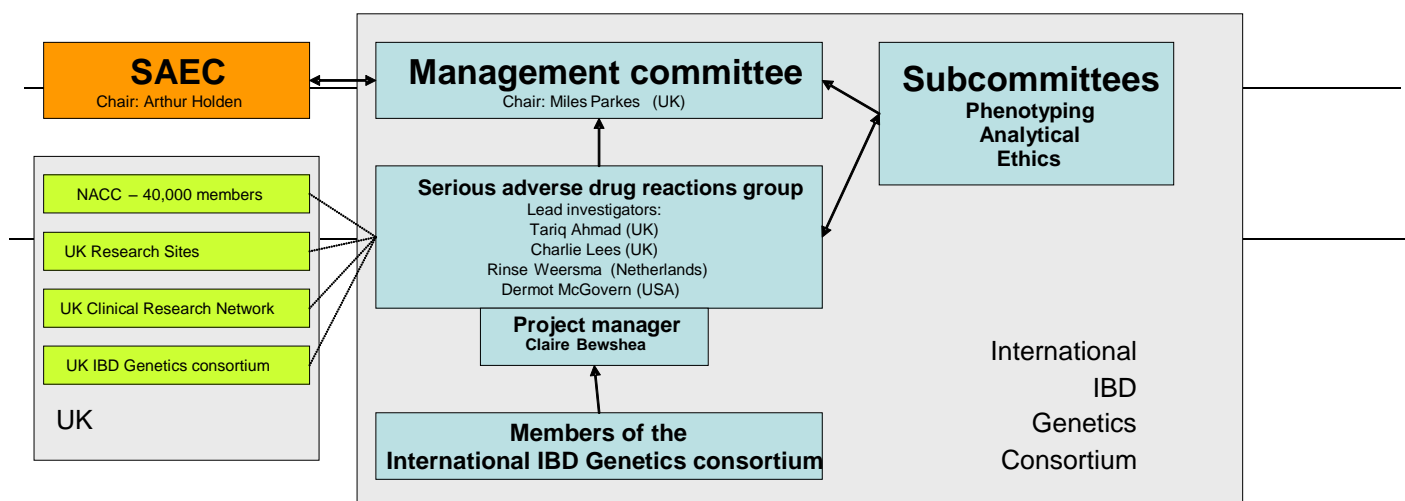 SAEC
Chair: Arthur Holden
Management committee
Chair: Miles Parkes (UK)
Subcommittees
Phenotyping
Analytical
Ethics
NACC – 40,000 members
UK Research Sites
UK Clinical Research Network
UK IBD Genetics consortium
UK
Serious adverse drug reactions group
Lead investigators:
Tariq Ahmad (UK)
Charlie Lees (UK)
Rinse Weersma (Netherlands)
Dermot McGovern (USA)
Project manager
Claire Bewshea
Members of the
International IBD Genetics consortium
International
IBD
Genetics
Consortium